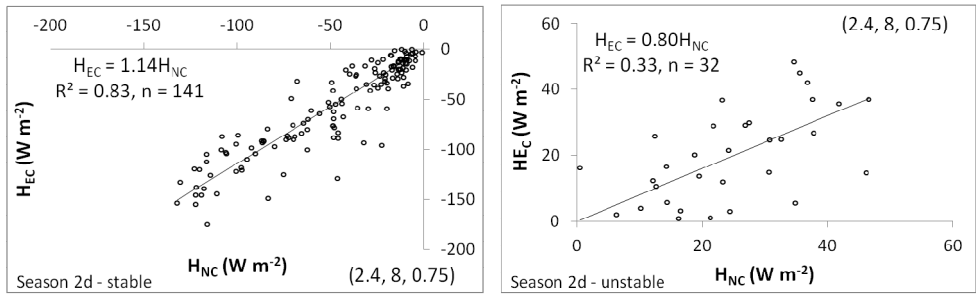 -200 -150 -100 -50 0
H_EC = 1.14H_NC
R² = 0.83, n = 141
0
-50
-100
-150
-200
H_EC (W m⁻²)
H_NC (W m⁻²)
Season 2d - stable
(2.4, 8, 0.75)
(2.4, 8, 0.75)
H_EC = 0.80H_NC
R² = 0.33, n = 32
60
40
20
0
HE_C (W m⁻²)
0 20 40 60
H_NC (W m⁻²)
Season 2d - unstable